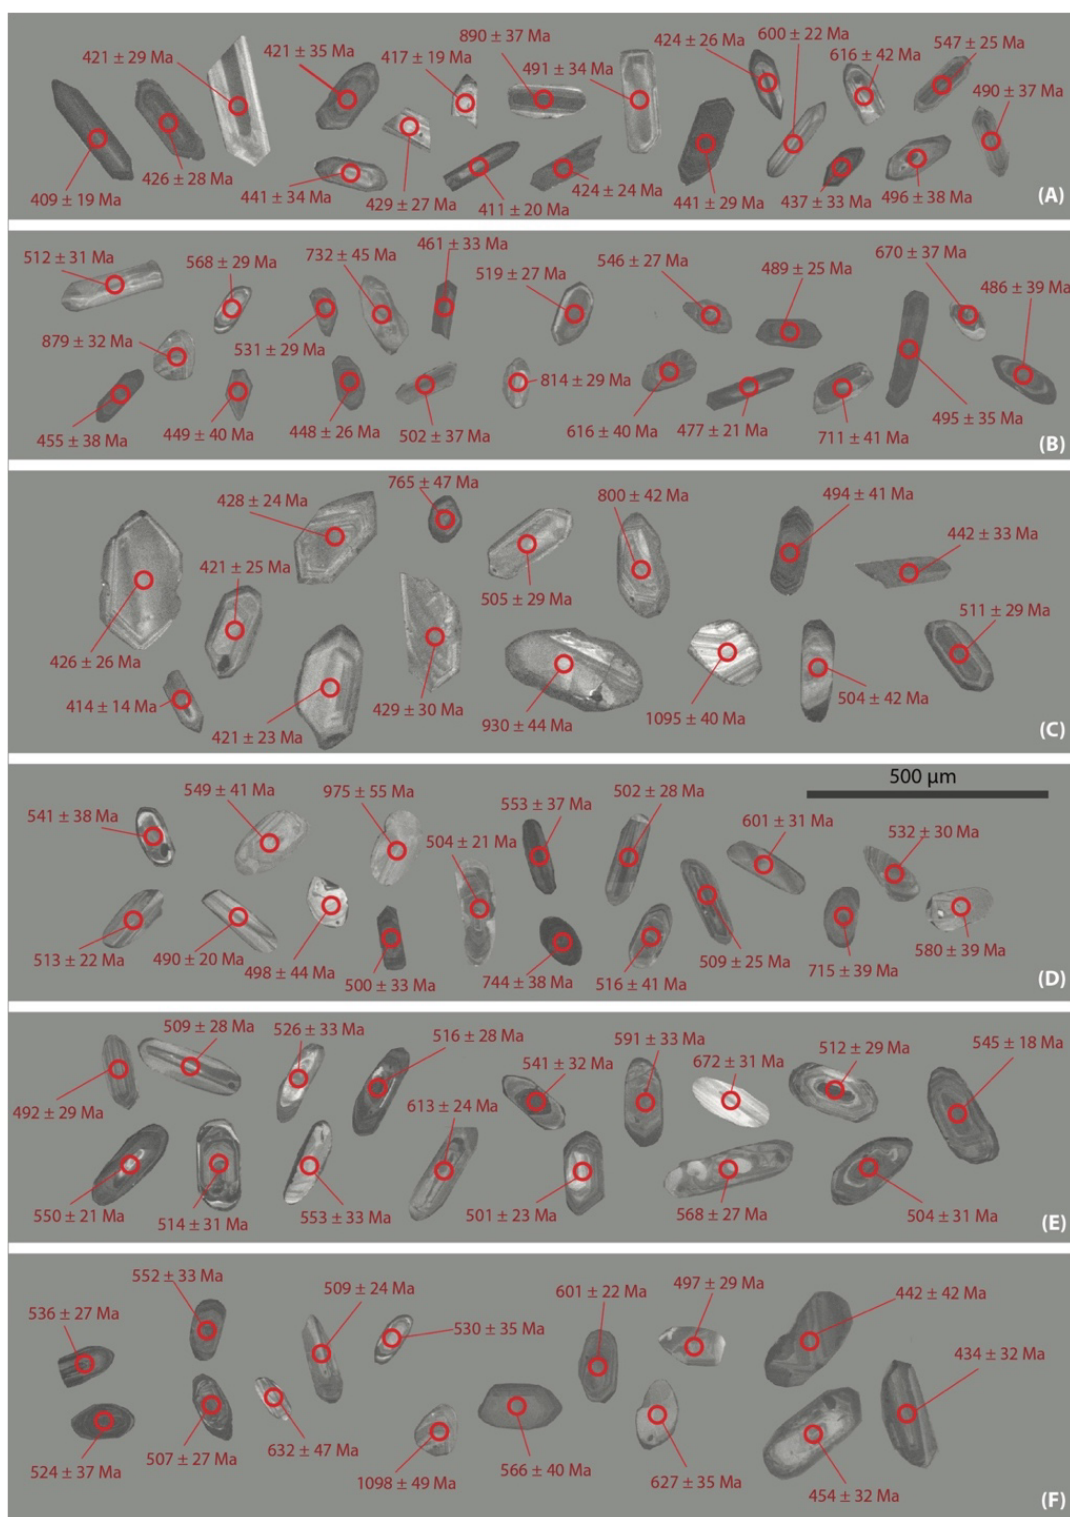 421 ± 29 Ma
421 ± 35 Ma
417 ± 19 Ma
890 ± 37 Ma
491 ± 34 Ma
424 ± 26 Ma
600 ± 22 Ma
616 ± 42 Ma
547 ± 25 Ma
490 ± 37 Ma
409 ± 19 Ma
426 ± 28 Ma
441 ± 34 Ma
429 ± 27 Ma
411 ± 20 Ma
424 ± 24 Ma
441 ± 29 Ma
437 ± 33 Ma
496 ± 38 Ma
(A)
512 ± 31 Ma
568 ± 29 Ma
732 ± 45 Ma
461 ± 33 Ma
519 ± 27 Ma
546 ± 27 Ma
489 ± 25 Ma
670 ± 37 Ma
486 ± 39 Ma
879 ± 32 Ma
531 ± 29 Ma
814 ± 29 Ma
455 ± 38 Ma
449 ± 40 Ma
448 ± 26 Ma
502 ± 37 Ma
616 ± 40 Ma
477 ± 21 Ma
711 ± 41 Ma
495 ± 35 Ma
(B)
428 ± 24 Ma
765 ± 47 Ma
800 ± 42 Ma
494 ± 41 Ma
442 ± 33 Ma
421 ± 25 Ma
505 ± 29 Ma
511 ± 29 Ma
426 ± 26 Ma
414 ± 14 Ma
421 ± 23 Ma
429 ± 30 Ma
930 ± 44 Ma
1095 ± 40 Ma
504 ± 42 Ma
(C)
500 µm
541 ± 38 Ma
549 ± 41 Ma
975 ± 55 Ma
504 ± 21 Ma
553 ± 37 Ma
502 ± 28 Ma
601 ± 31 Ma
532 ± 30 Ma
513 ± 22 Ma
490 ± 20 Ma
498 ± 44 Ma
500 ± 33 Ma
744 ± 38 Ma
516 ± 41 Ma
509 ± 25 Ma
715 ± 39 Ma
580 ± 39 Ma
(D)
509 ± 28 Ma
526 ± 33 Ma
516 ± 28 Ma
541 ± 32 Ma
591 ± 33 Ma
672 ± 31 Ma
512 ± 29 Ma
545 ± 18 Ma
492 ± 29 Ma
613 ± 24 Ma
550 ± 21 Ma
514 ± 31 Ma
553 ± 33 Ma
501 ± 23 Ma
568 ± 27 Ma
504 ± 31 Ma
(E)
552 ± 33 Ma
536 ± 27 Ma
509 ± 24 Ma
530 ± 35 Ma
601 ± 22 Ma
497 ± 29 Ma
442 ± 42 Ma
434 ± 32 Ma
524 ± 37 Ma
507 ± 27 Ma
632 ± 47 Ma
1098 ± 49 Ma
566 ± 40 Ma
627 ± 35 Ma
454 ± 32 Ma
(F)